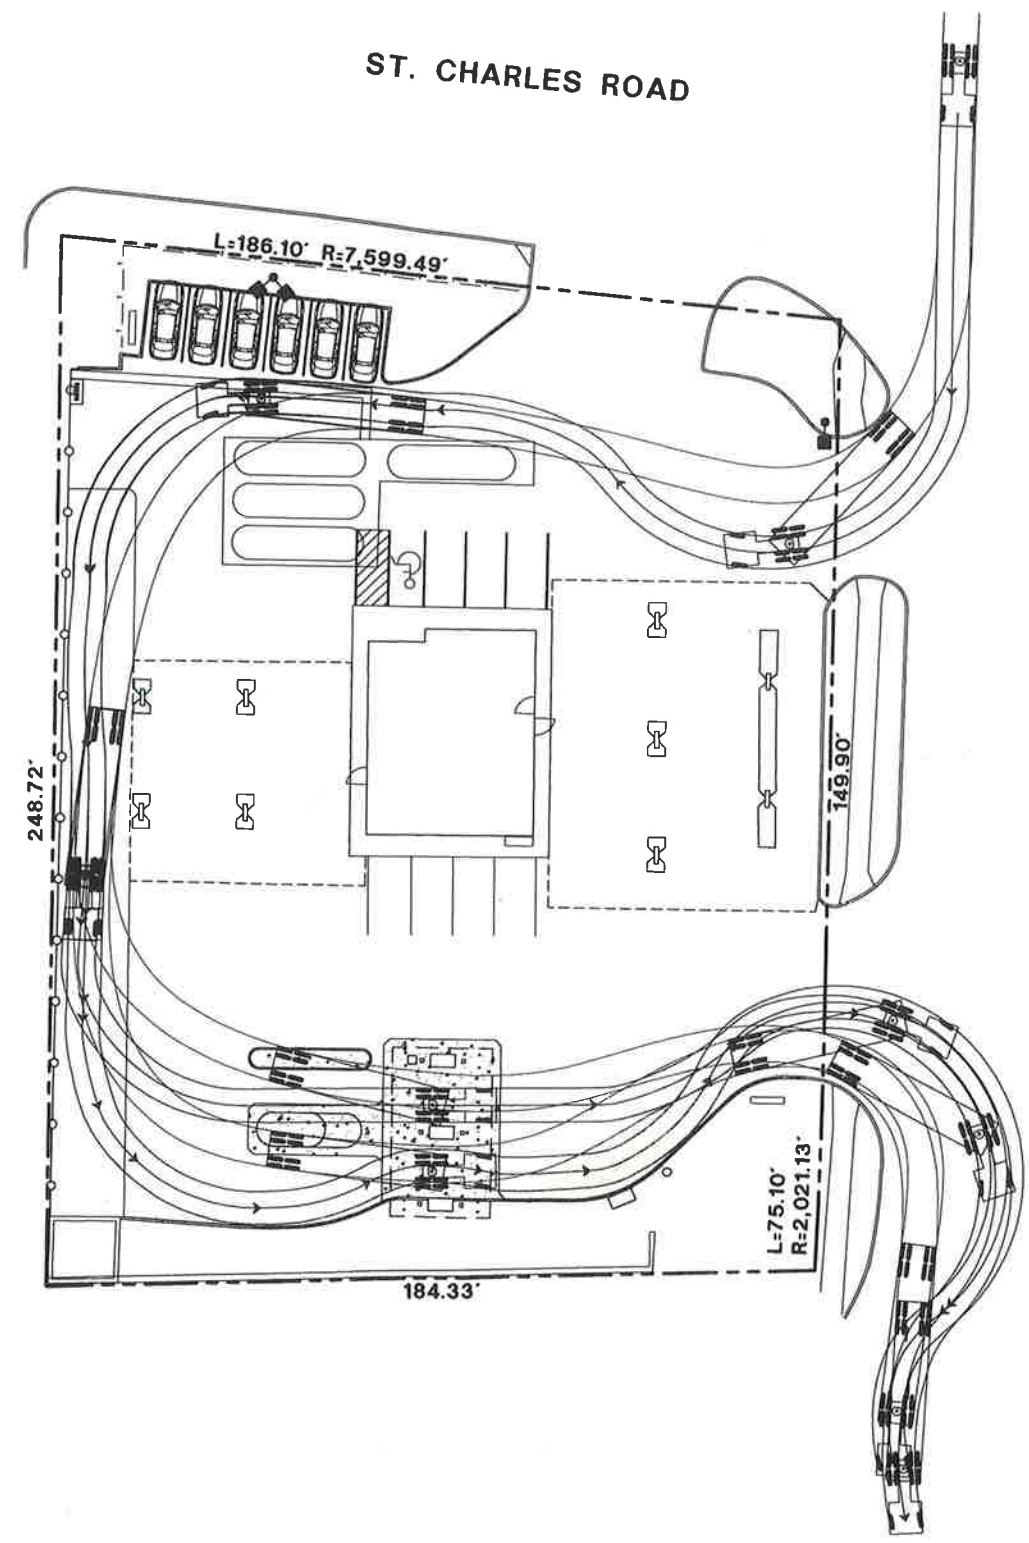 ST. CHARLES ROAD
L=186.10' R=7,599.49'
248.72'
149.90'
L=75.10'
R=2,021.13'
184.33'